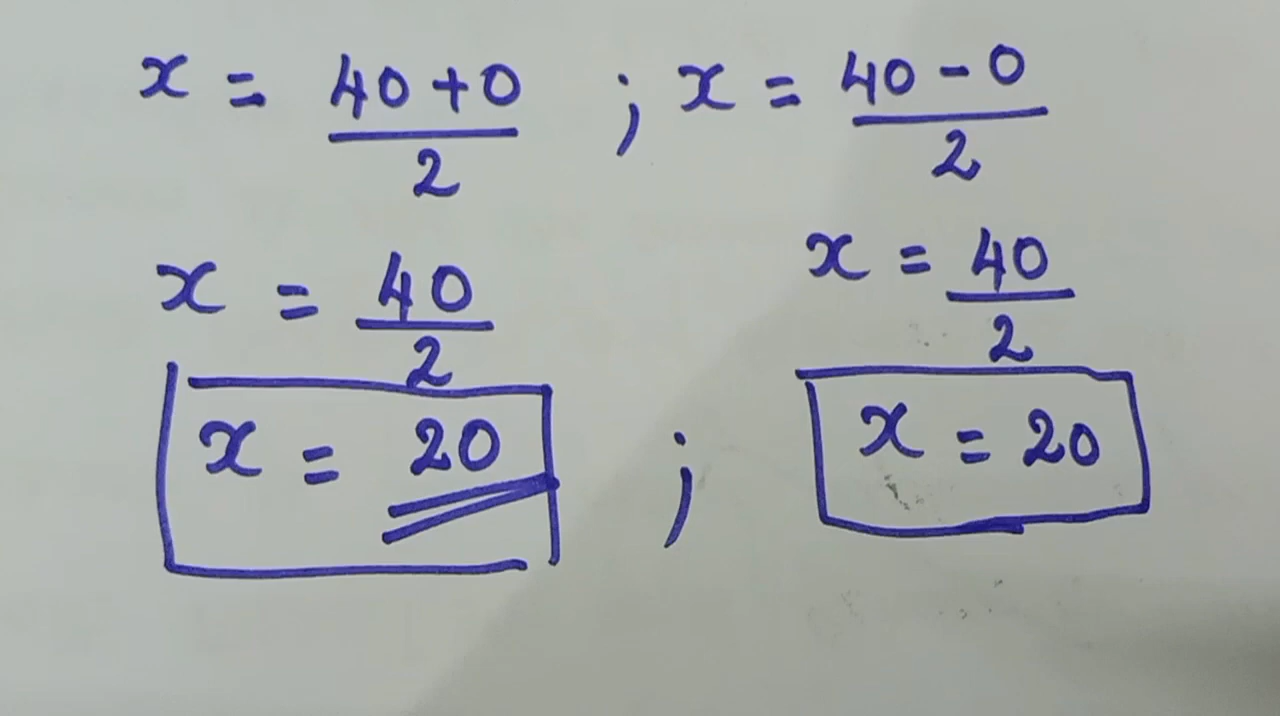 x = 40 + 0 / 2 ; x = 40 - 0 / 2
x = 40 / 2 x = 40 / 2
x = 20 ; x = 20